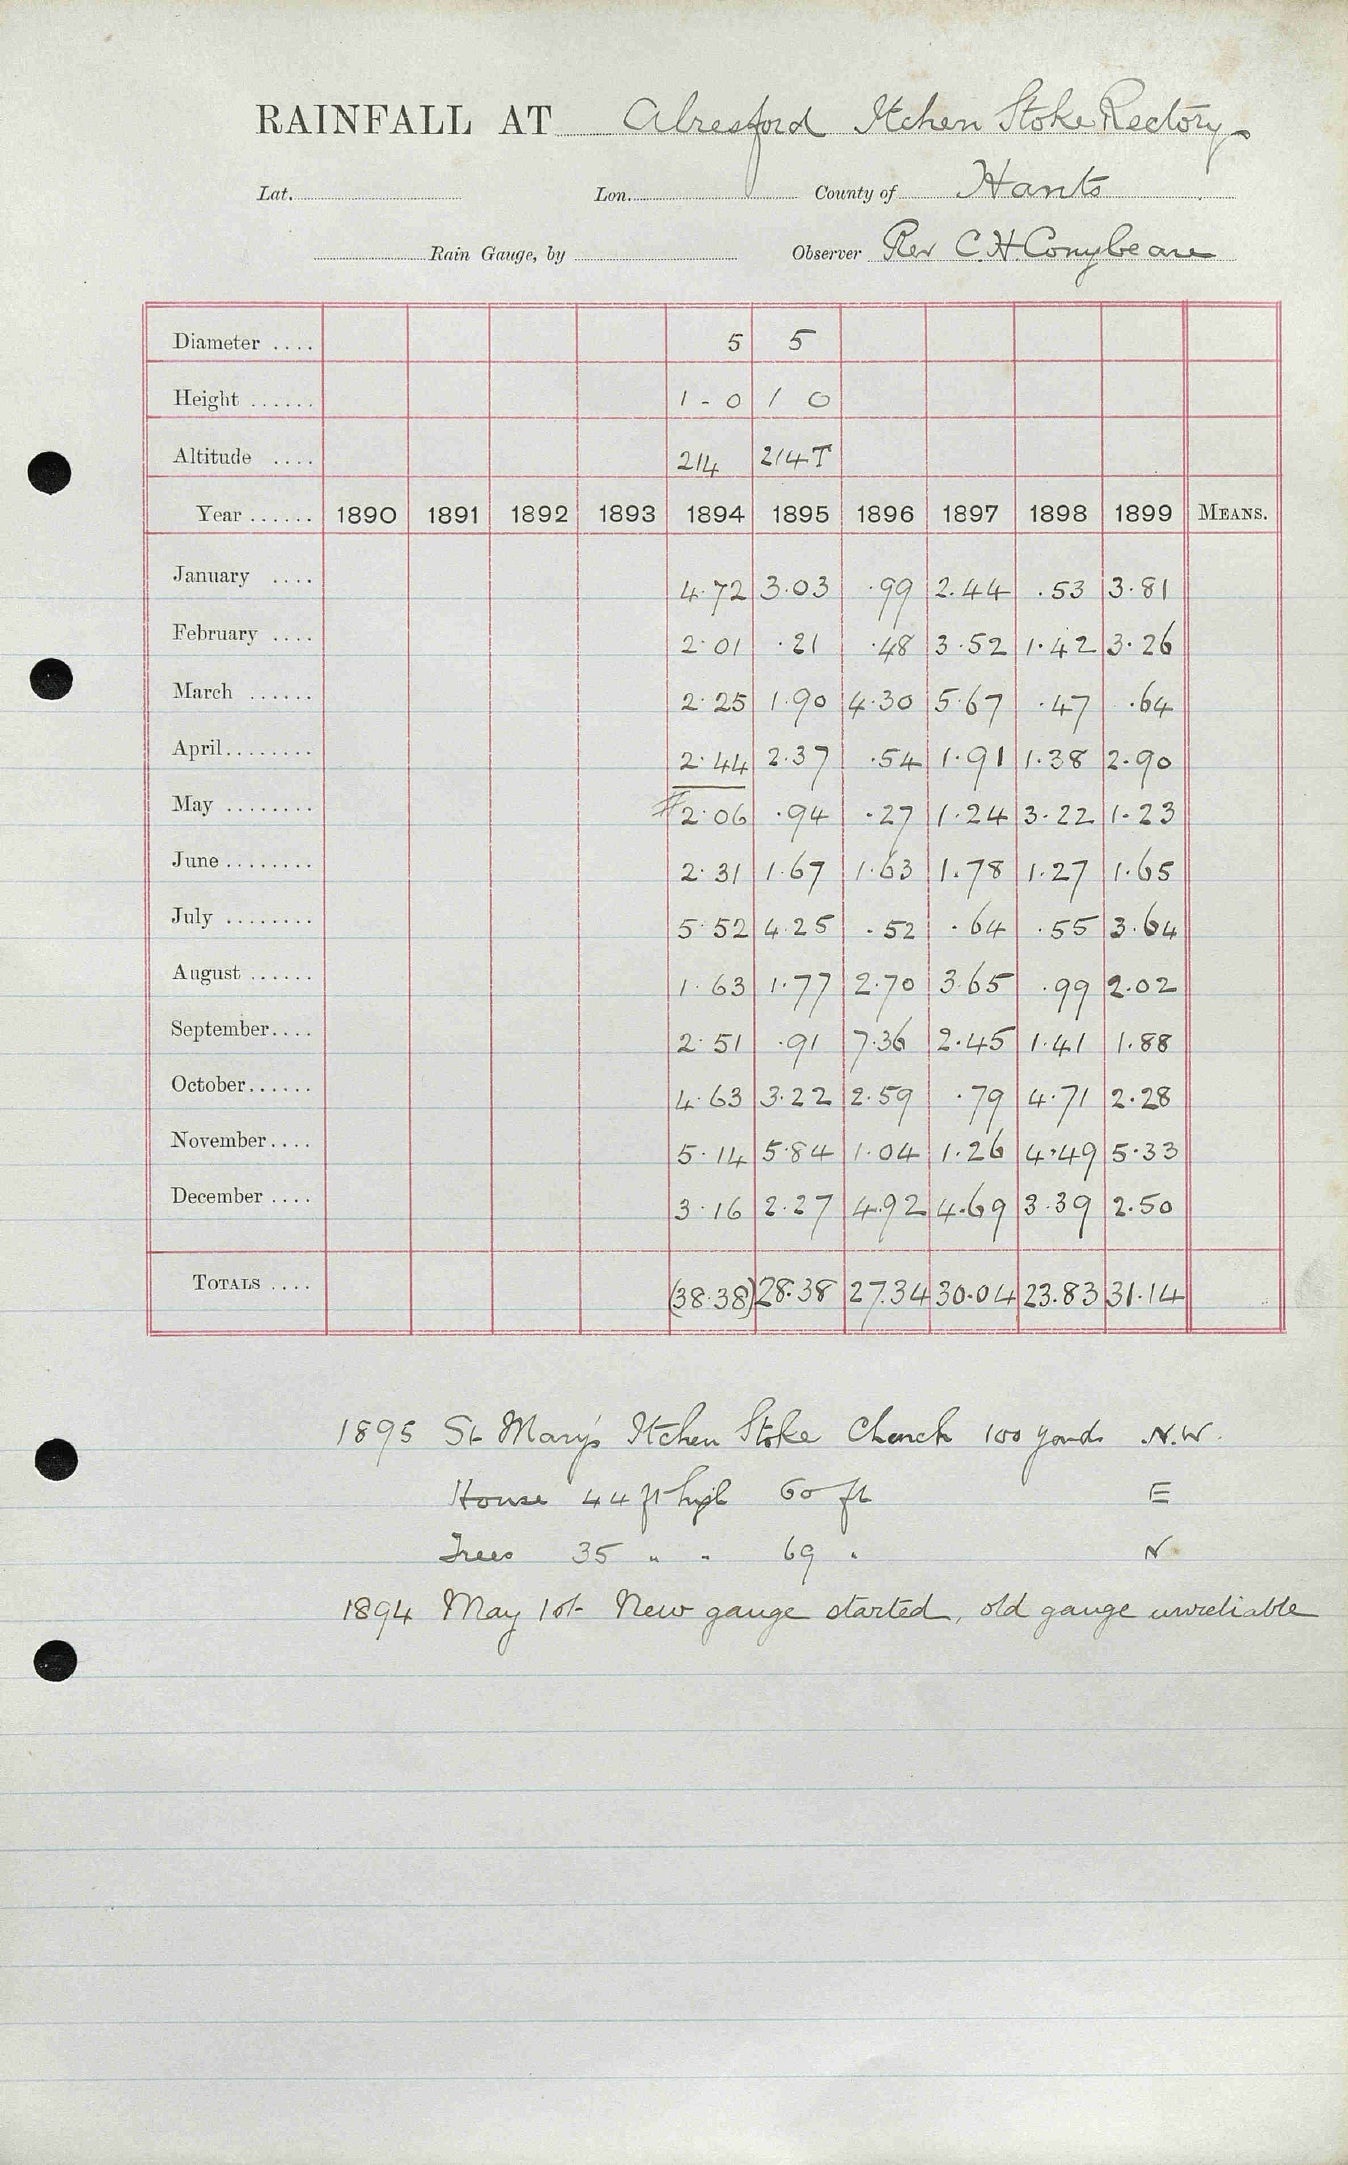 RAINFALL AT Alresford Itchen Stoke Rectory
Lat. Lon. County of Hants
Rain Gauge, by Observer Rev C. H Conybeare
Diameter .... 5 5
Height ...... 1-0 1 0
Altitude .... 214 214T
Year ...... 1890 1891 1892 1893 1894 1895 1896 1897 1898 1899 MEANS.
January .... 4.72 3.03 .99 2.44 .53 3.81
February .... 2.01 .21 .48 3.52 1.42 3.26
March ...... 2.25 1.90 4.30 5.67 .47 .64
April........ 2.44 2.37 .54 1.91 1.38 2.90
May ........ #2.06 .94 .27 1.24 3.22 1.23
June ........ 2.31 1.67 1.63 1.78 1.27 1.65
July ........ 5.52 4.25 .52 .64 .55 3.64
August ...... 1.63 1.77 2.70 3.65 .99 2.02
September.... 2.51 .91 7.36 2.45 1.41 1.88
October...... 4.63 3.22 2.59 .79 4.71 2.28
November.... 5.14 5.84 1.04 1.26 4.49 5.33
December .... 3.16 2.27 4.92 4.69 3.39 2.50
TOTALS .... (38.38) 28.38 27.34 30.04 23.83 31.14
1895 St Mary's Itchen Stoke Church 100 yards N.W.
House 44 ft high 60 ft E
Trees 35 " " 69 " N
1894 May 1st New gauge started, old gauge unreliable